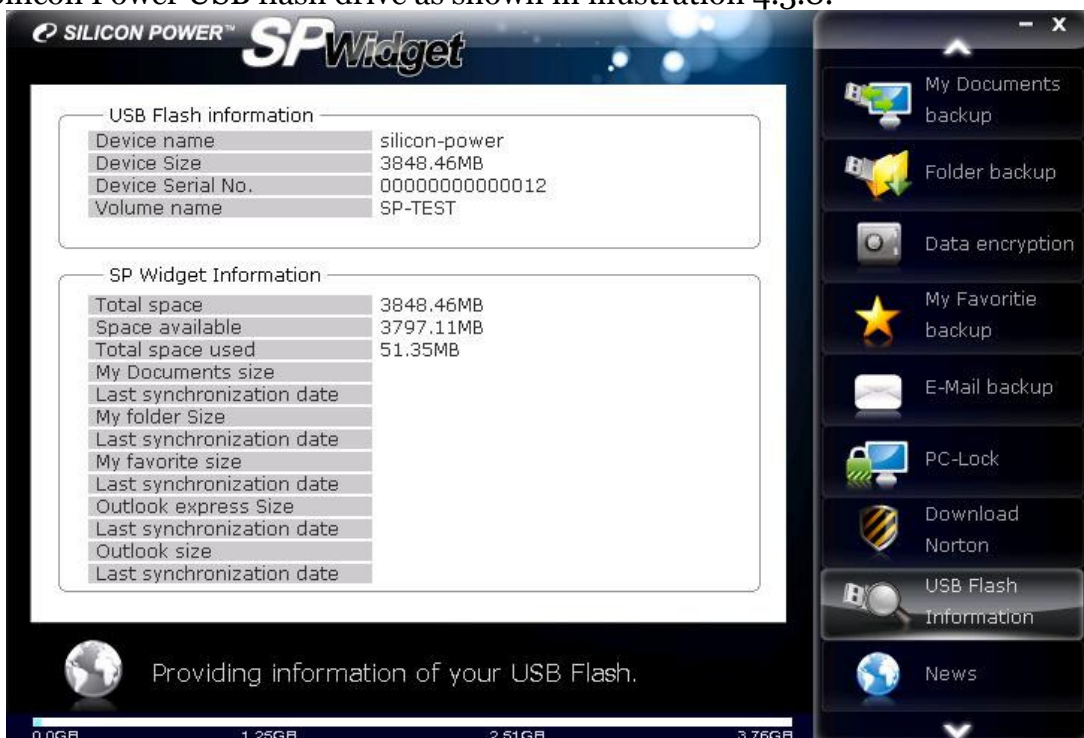 Silicon Power USB flash drive as shown in illustration 4.3.8.
SILICON POWER™ SPWidget
- X
USB Flash information
Device name silicon-power
Device Size 3848.46MB
Device Serial No. 00000000000012
Volume name SP-TEST
SP Widget Information
Total space 3848.46MB
Space available 3797.11MB
Total space used 51.35MB
My Documents size
Last synchronization date
My folder Size
Last synchronization date
My favorite size
Last synchronization date
Outlook express Size
Last synchronization date
Outlook size
Last synchronization date
Providing information of your USB Flash.
0.0GB 1.25GB 2.51GB 3.76GB
My Documents
backup
Folder backup
Data encryption
My Favoritie
backup
E-Mail backup
PC-Lock
Download
Norton
USB Flash
Information
News